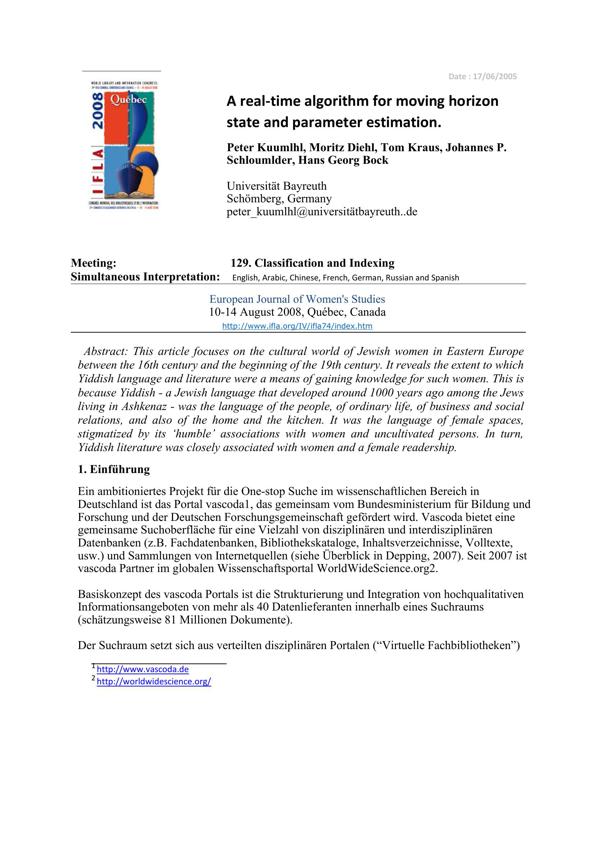 Date : 17/06/2005
WORLD LIBRARY AND INFORMATION CONGRESS:
Québec
IFLA 2008
A real-time algorithm for moving horizon
state and parameter estimation.
Peter Kuumlhl, Moritz Diehl, Tom Kraus, Johannes P.
Schloumlder, Hans Georg Bock
Universität Bayreuth
Schömberg, Germany
peter_kuumlhl@universitätbayreuth..de
Meeting: 129. Classification and Indexing
Simultaneous Interpretation: English, Arabic, Chinese, French, German, Russian and Spanish
European Journal of Women's Studies
10-14 August 2008, Québec, Canada
http://www.ifla.org/IV/ifla74/index.htm
Abstract: This article focuses on the cultural world of Jewish women in Eastern Europe
between the 16th century and the beginning of the 19th century. It reveals the extent to which
Yiddish language and literature were a means of gaining knowledge for such women. This is
because Yiddish - a Jewish language that developed around 1000 years ago among the Jews
living in Ashkenaz - was the language of the people, of ordinary life, of business and social
relations, and also of the home and the kitchen. It was the language of female spaces,
stigmatized by its ‘humble’ associations with women and uncultivated persons. In turn,
Yiddish literature was closely associated with women and a female readership.
1. Einführung
Ein ambitioniertes Projekt für die One-stop Suche im wissenschaftlichen Bereich in
Deutschland ist das Portal vascoda1, das gemeinsam vom Bundesministerium für Bildung und
Forschung und der Deutschen Forschungsgemeinschaft gefördert wird. Vascoda bietet eine
gemeinsame Suchoberfläche für eine Vielzahl von disziplinären und interdisziplinären
Datenbanken (z.B. Fachdatenbanken, Bibliothekskataloge, Inhaltsverzeichnisse, Volltexte,
usw.) und Sammlungen von Internetquellen (siehe Überblick in Depping, 2007). Seit 2007 ist
vascoda Partner im globalen Wissenschaftsportal WorldWideScience.org2.
Basiskonzept des vascoda Portals ist die Strukturierung und Integration von hochqualitativen
Informationsangeboten von mehr als 40 Datenlieferanten innerhalb eines Suchraums
(schätzungsweise 81 Millionen Dokumente).
Der Suchraum setzt sich aus verteilten disziplinären Portalen (“Virtuelle Fachbibliotheken”)
1 http://www.vascoda.de
2 http://worldwidescience.org/